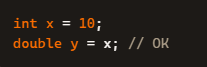 int x = 10;
double y = x; // OK